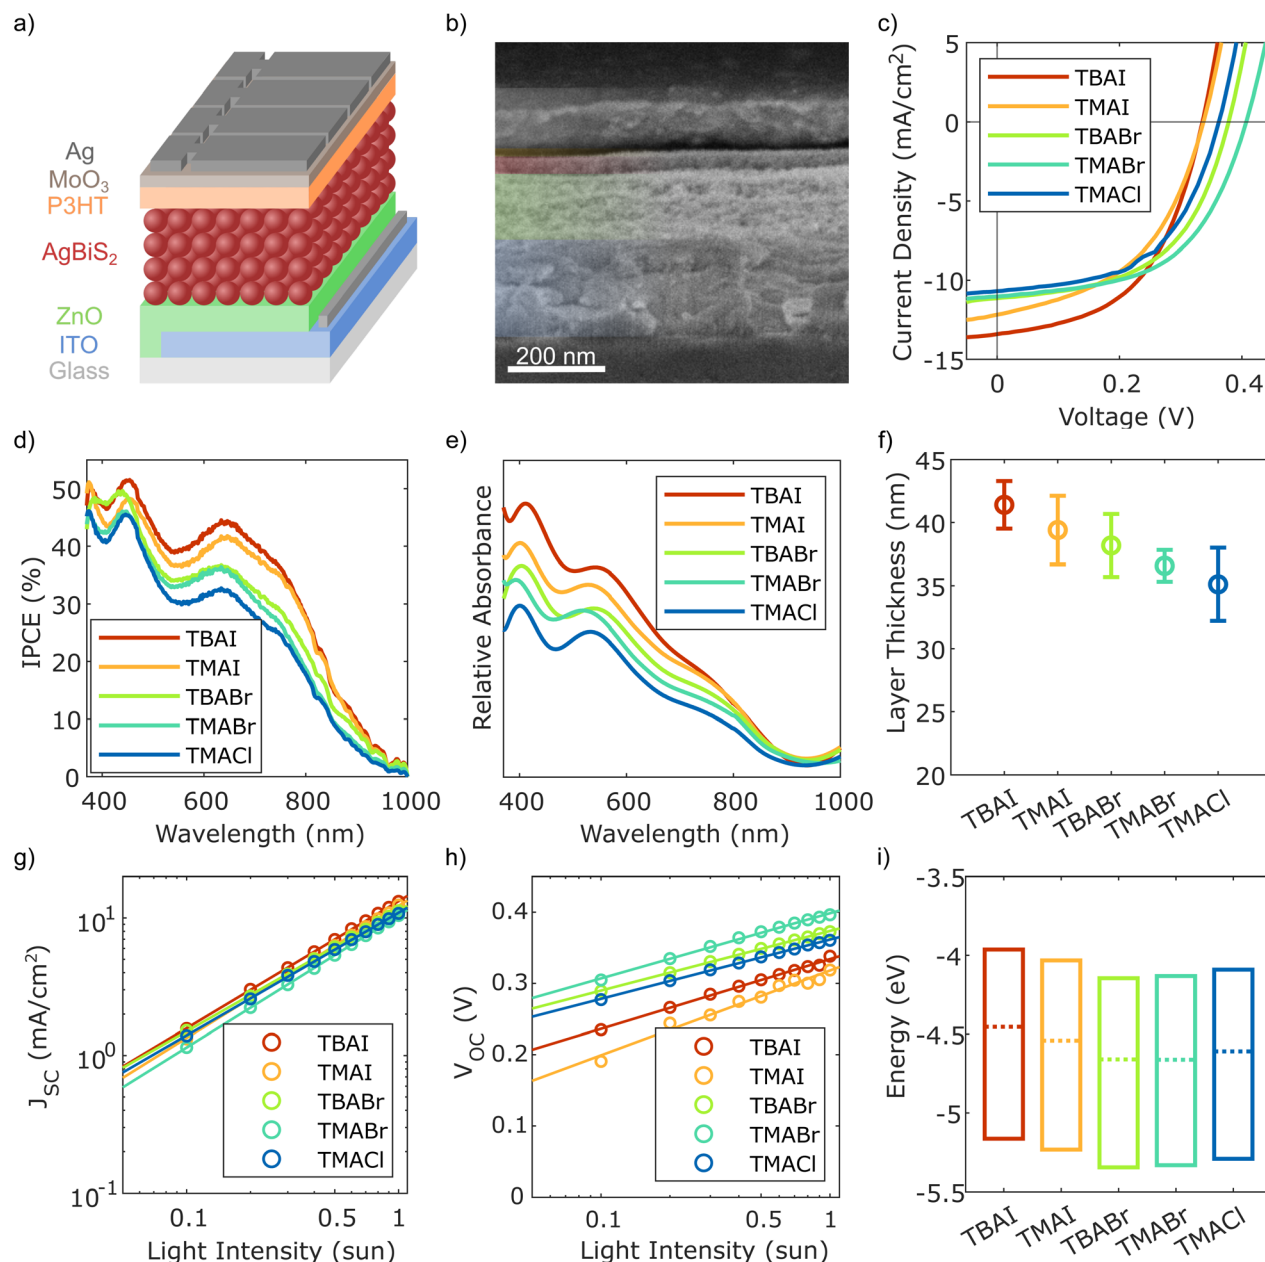 a)
Ag
MoO₃
P3HT
AgBiS₂
ZnO
ITO
Glass
b)
200 nm
c)
Current Density (mA/cm²)
5
0
-5
-10
-15
TBAI
TMAI
TBABr
TMABr
TMACl
0
0.2
0.4
Voltage (V)
d)
IPCE (%)
50
40
30
20
10
0
TBAI
TMAI
TBABr
TMABr
TMACl
400
600
800
1000
Wavelength (nm)
e)
Relative Absorbance
TBAI
TMAI
TBABr
TMABr
TMACl
400
600
800
1000
Wavelength (nm)
f)
Layer Thickness (nm)
45
40
35
30
25
20
TBAI
TMAI
TBABr
TMABr
TMACl
g)
J_SC (mA/cm²)
10¹
10⁰
10⁻¹
TBAI
TMAI
TBABr
TMABr
TMACl
0.1
0.5
1
Light Intensity (sun)
h)
V_OC (V)
0.4
0.3
0.2
0.1
0
TBAI
TMAI
TBABr
TMABr
TMACl
0.1
0.5
1
Light Intensity (sun)
i)
Energy (eV)
-3.5
-4
-4.5
-5
-5.5
TBAI
TMAI
TBABr
TMABr
TMACl